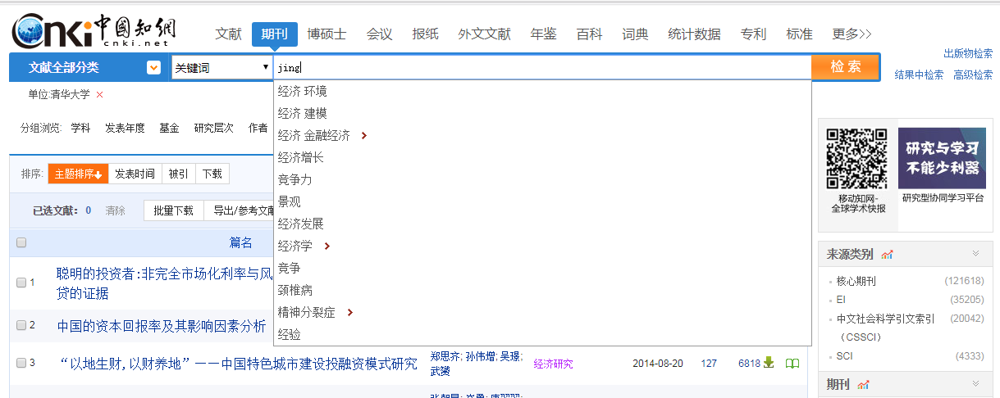 中国知网
cnki.net
文献 期刊 博硕士 会议 报纸 外文文献 年鉴 百科 词典 统计数据 专利 标准 更多>>
文献全部分类 关键词 jing 检索
出版物检索
结果中检索 高级检索
单位:清华大学 ×
分组浏览: 学科 发表年度 基金 研究层次 作者
经济 环境
经济 建模
经济 金融经济
经济增长
竞争力
景观
经济发展
经济学
竞争
颈椎病
精神分裂症
经验
排序: 主题排序 发表时间 被引 下载
已选文献: 0 清除 批量下载 导出/参考文献
篇名
1 聪明的投资者:非完全市场化利率与风
贷的证据
2 中国的资本回报率及其影响因素分析
3 “以地生财,以财养地”——中国特色城市建设投融资模式研究 郑思齐; 孙伟增; 吴璟; 武赟 经济研究 2014-08-20 127 6818
研究与学习
不能少利器
移动知网-
全球学术快报
研究型协同学习平台
来源类别
核心期刊 (121618)
EI (35205)
中文社会科学引文索引 (20042)
(CSSCI)
SCI (4333)
期刊